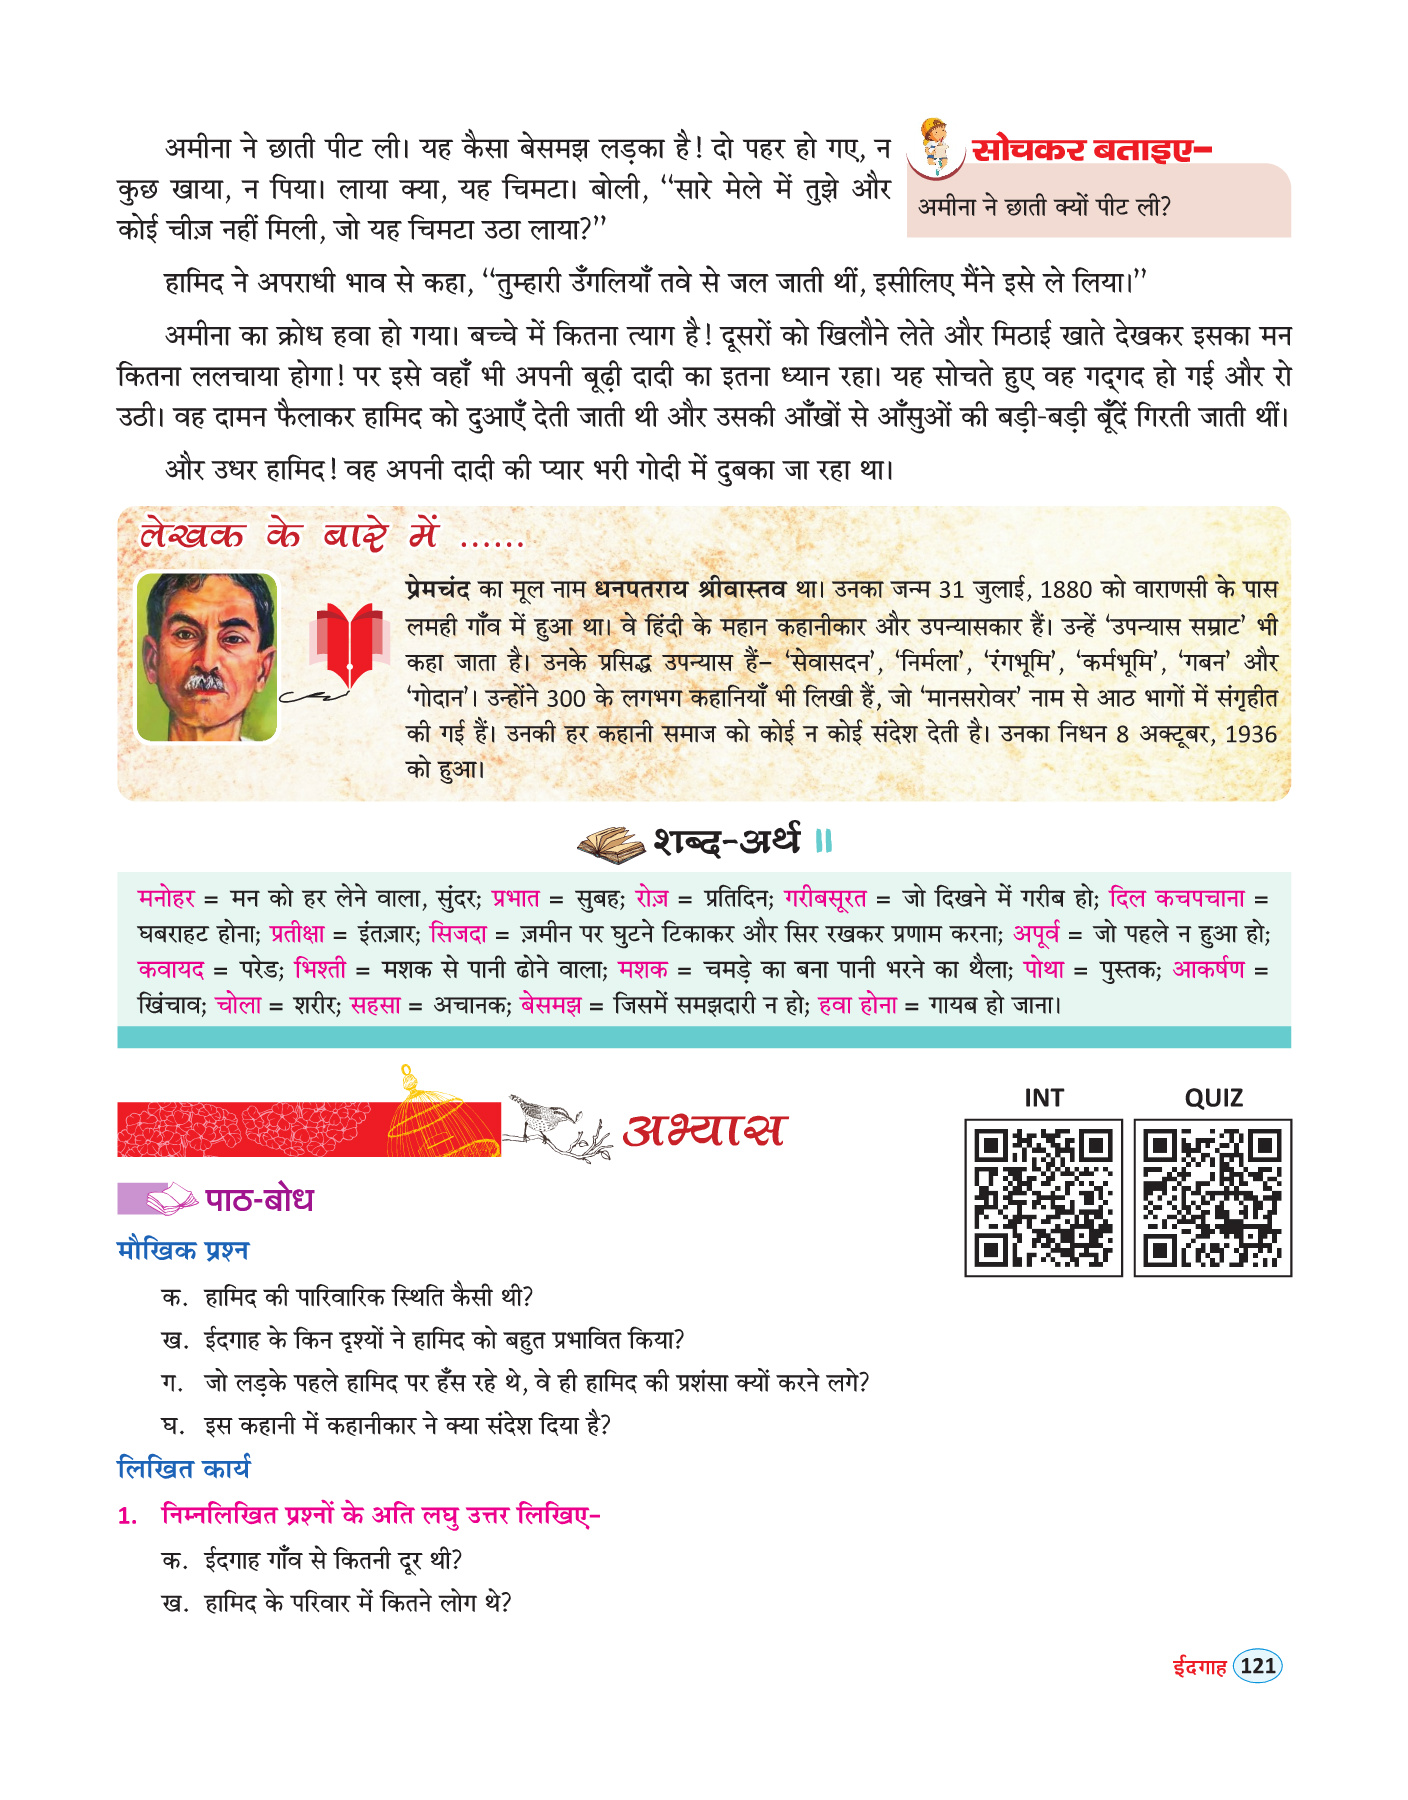 अमीना ने छाती पीट ली। यह कैसा बेसमझ लड़का है! दो पहर हो गए, न
कुछ खाया, न पिया। लाया क्या, यह चिमटा। बोली, “सारे मेले में तुझे और
कोई चीज़ नहीं मिली, जो यह चिमटा उठा लाया?”
सोचकर बताइए–
अमीना ने छाती क्यों पीट ली?
हामिद ने अपराधी भाव से कहा, “तुम्हारी उँगलियाँ तवे से जल जाती थीं, इसीलिए मैंने इसे ले लिया।”
अमीना का क्रोध हवा हो गया। बच्चे में कितना त्याग है! दूसरों को खिलौने लेते और मिठाई खाते देखकर इसका मन
कितना ललचाया होगा! पर इसे वहाँ भी अपनी बूढ़ी दादी का इतना ध्यान रहा। यह सोचते हुए वह गद्‌गद हो गई और रो
उठी। वह दामन फैलाकर हामिद को दुआएँ देती जाती थी और उसकी आँखों से आँसुओं की बड़ी-बड़ी बूँदें गिरती जाती थीं।
और उधर हामिद! वह अपनी दादी की प्यार भरी गोदी में दुबका जा रहा था।
लेखक के बारे में ......
प्रेमचंद का मूल नाम धनपतराय श्रीवास्तव था। उनका जन्म 31 जुलाई, 1880 को वाराणसी के पास
लमही गाँव में हुआ था। वे हिंदी के महान कहानीकार और उपन्यासकार हैं। उन्हें ‘उपन्यास सम्राट’ भी
कहा जाता है। उनके प्रसिद्ध उपन्यास हैं– ‘सेवासदन’, ‘निर्मला’, ‘रंगभूमि’, ‘कर्मभूमि’, ‘गबन’ और
‘गोदान’। उन्होंने 300 के लगभग कहानियाँ भी लिखी हैं, जो ‘मानसरोवर’ नाम से आठ भागों में संगृहीत
की गई हैं। उनकी हर कहानी समाज को कोई न कोई संदेश देती है। उनका निधन 8 अक्टूबर, 1936
को हुआ।
शब्द-अर्थ
मनोहर = मन को हर लेने वाला, सुंदर; प्रभात = सुबह; रोज़ = प्रतिदिन; गरीबसूरत = जो दिखने में गरीब हो; दिल कचपचाना =
घबराहट होना; प्रतीक्षा = इंतज़ार; सिजदा = ज़मीन पर घुटने टिकाकर और सिर रखकर प्रणाम करना; अपूर्व = जो पहले न हुआ हो;
कवायद = परेड; भिश्ती = मशक से पानी ढोने वाला; मशक = चमड़े का बना पानी भरने का थैला; पोथा = पुस्तक; आकर्षण =
खिंचाव; चोला = शरीर; सहसा = अचानक; बेसमझ = जिसमें समझदारी न हो; हवा होना = गायब हो जाना।
अभ्यास
INT QUIZ
पाठ-बोध
मौखिक प्रश्न
क. हामिद की पारिवारिक स्थिति कैसी थी?
ख. ईदगाह के किन दृश्यों ने हामिद को बहुत प्रभावित किया?
ग. जो लड़के पहले हामिद पर हँस रहे थे, वे ही हामिद की प्रशंसा क्यों करने लगे?
घ. इस कहानी में कहानीकार ने क्या संदेश दिया है?
लिखित कार्य
1. निम्नलिखित प्रश्नों के अति लघु उत्तर लिखिए–
क. ईदगाह गाँव से कितनी दूर थी?
ख. हामिद के परिवार में कितने लोग थे?
ईदगाह 121